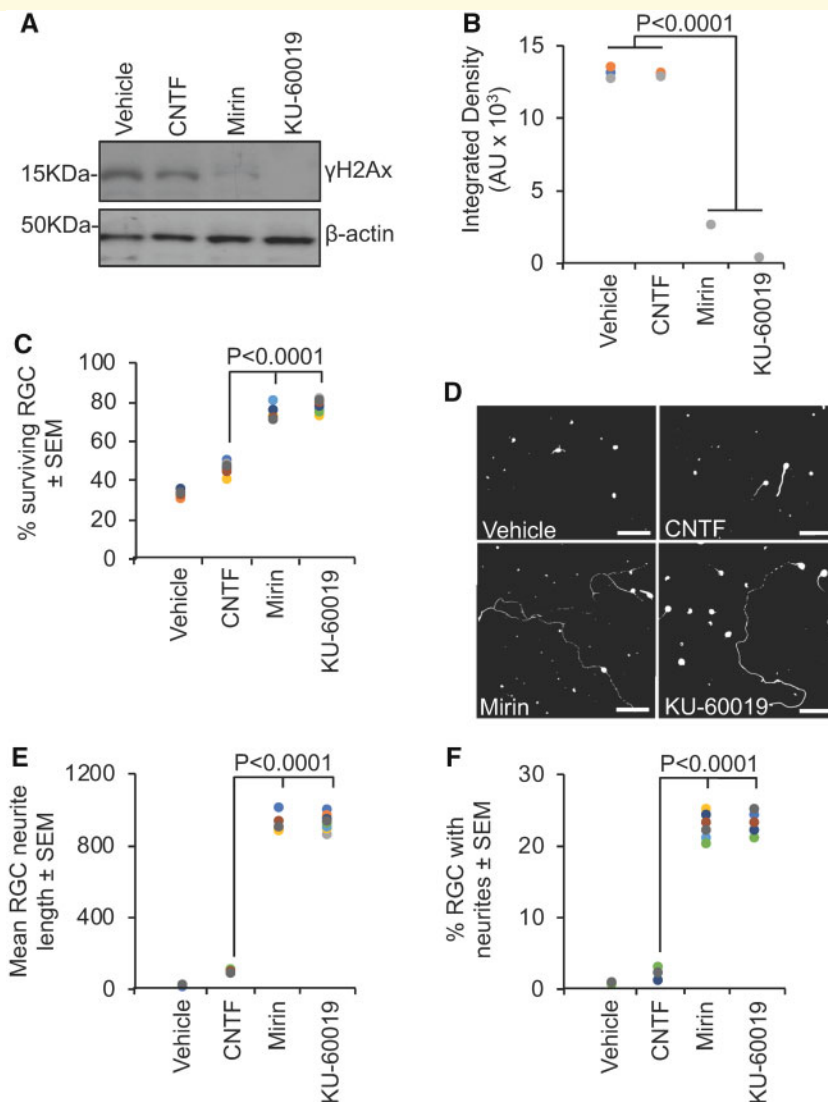 A
Vehicle
CNTF
Mirin
KU-60019
15KDa-
γH2Ax
50KDa-
β-actin
B
P<0.0001
Integrated Density
(AU x 10³)
15
10
5
0
Vehicle
CNTF
Mirin
KU-60019
C
P<0.0001
% surviving RGC
± SEM
100
80
60
40
20
0
Vehicle
CNTF
Mirin
KU-60019
D
Vehicle
CNTF
Mirin
KU-60019
E
P<0.0001
Mean RGC neurite
length ± SEM
1200
800
400
0
Vehicle
CNTF
Mirin
KU-60019
F
P<0.0001
% RGC with
neurites ± SEM
30
20
10
0
Vehicle
CNTF
Mirin
KU-60019